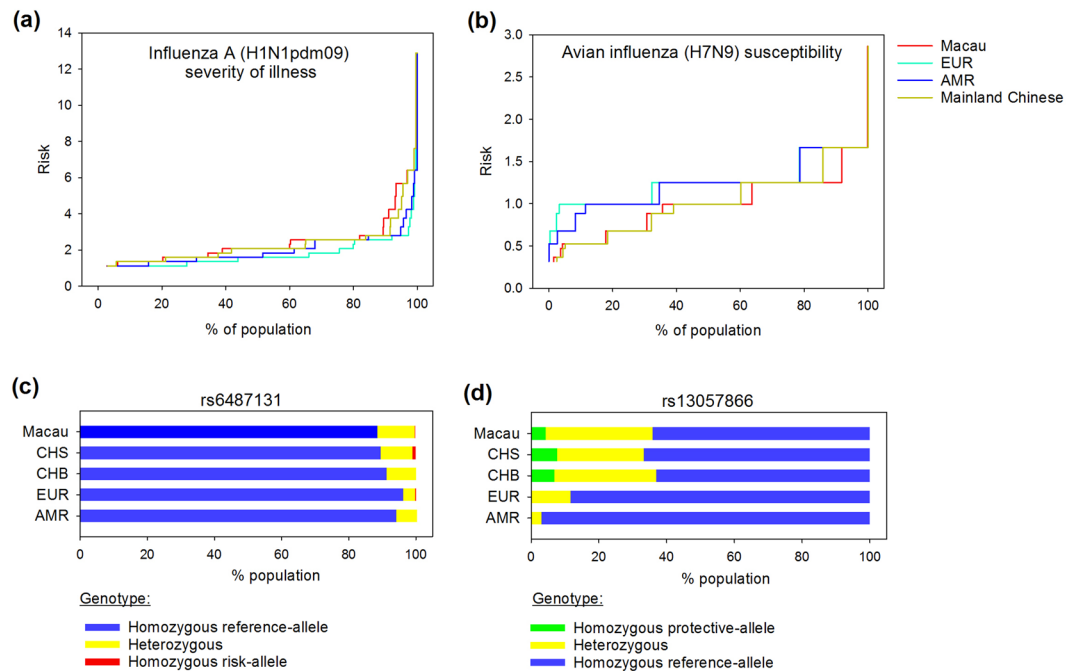 (a)
Influenza A (H1N1pdm09)
severity of illness
Risk
14
12
10
8
6
4
2
0
0 20 40 60 80 100
% of population
(b)
Avian influenza (H7N9) susceptibility
Risk
3.0
2.5
2.0
1.5
1.0
0.5
0.0
0 20 40 60 80 100
% of population
Macau
EUR
AMR
Mainland Chinese
(c)
rs6487131
Macau
CHS
CHB
EUR
AMR
0 20 40 60 80 100
% population
Genotype:
Homozygous reference-allele
Heterozygous
Homozygous risk-allele
(d)
rs13057866
Macau
CHS
CHB
EUR
AMR
0 20 40 60 80 100
% population
Genotype:
Homozygous protective-allele
Heterozygous
Homozygous reference-allele